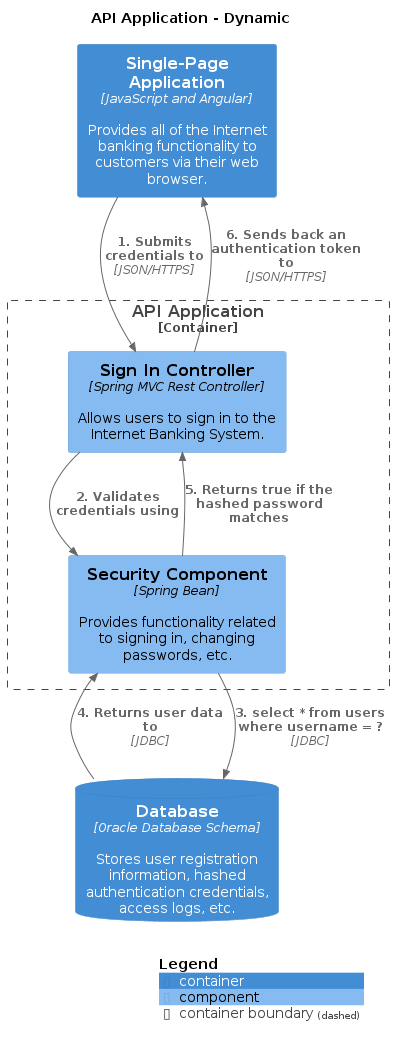 API Application - Dynamic
Single-Page
Application
[JavaScript and Angular]
Provides all of the Internet
banking functionality to
customers via their web
browser.
1. Submits
credentials to
[JSON/HTTPS]
6. Sends back an
authentication token
to
[JSON/HTTPS]
API Application
[Container]
Sign In Controller
[Spring MVC Rest Controller]
Allows users to sign in to the
Internet Banking System.
2. Validates
credentials using
5. Returns true if the
hashed password
matches
Security Component
[Spring Bean]
Provides functionality related
to signing in, changing
passwords, etc.
4. Returns user data
to
[JDBC]
3. select * from users
where username = ?
[JDBC]
Database
[Oracle Database Schema]
Stores user registration
information, hashed
authentication credentials,
access logs, etc.
Legend
container
component
container boundary (dashed)